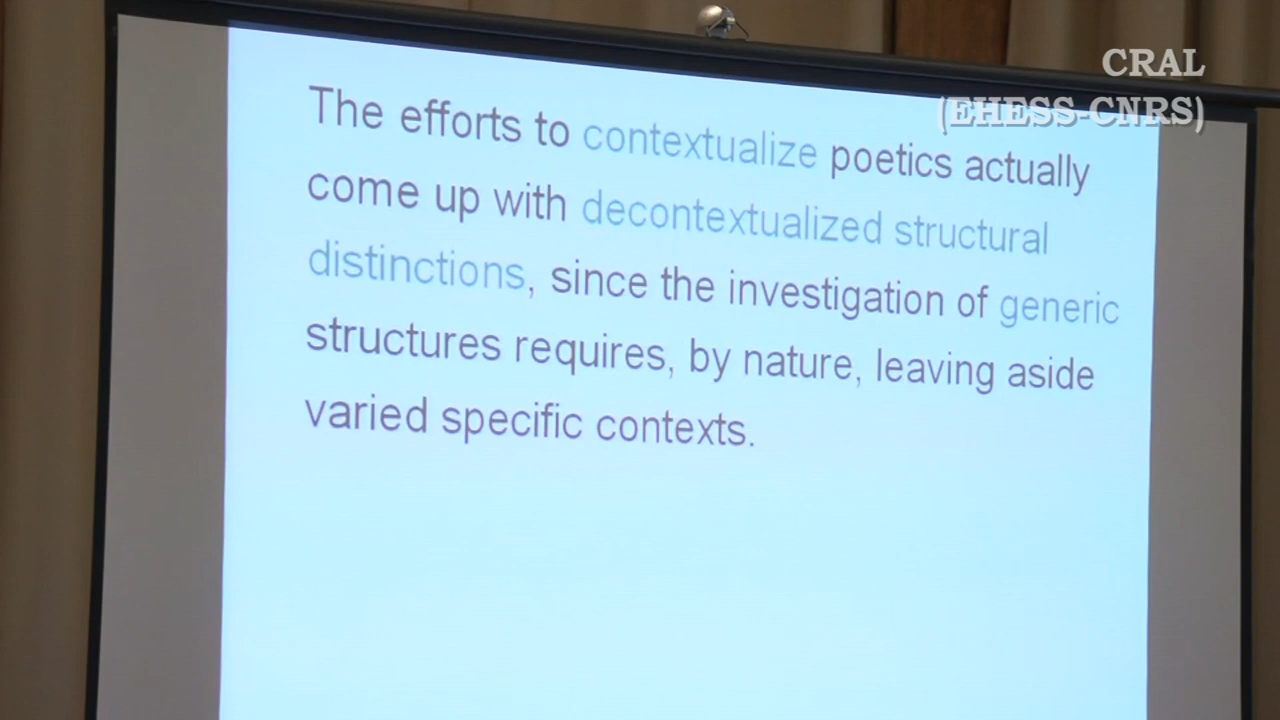 CRAL
(EHESS-CNRS)
The efforts to contextualize poetics actually
come up with decontextualized structural
distinctions, since the investigation of generic
structures requires, by nature, leaving aside
varied specific contexts.